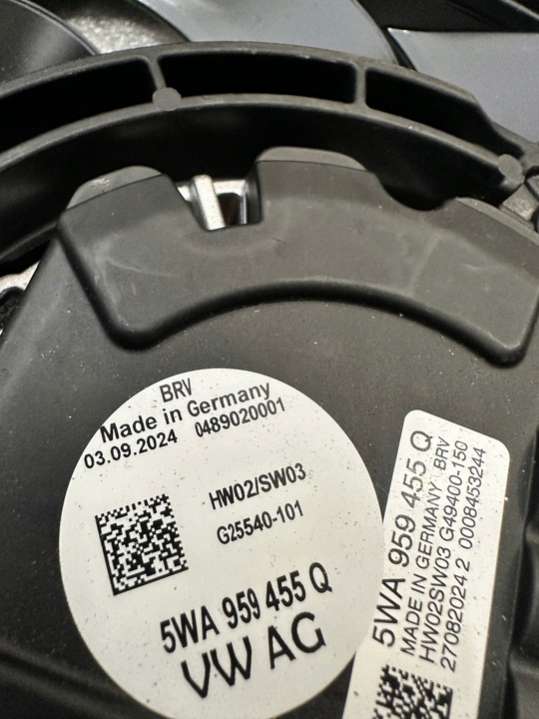 BRV
Made in Germany
03.09.2024 0489020001
HW02/SW03
G25540-101
5WA 959 455 Q
VW AG
5WA 959 455 Q
MADE IN GERMANY BRV
HW02SW03 G49400-150
27082024 2 0008453244